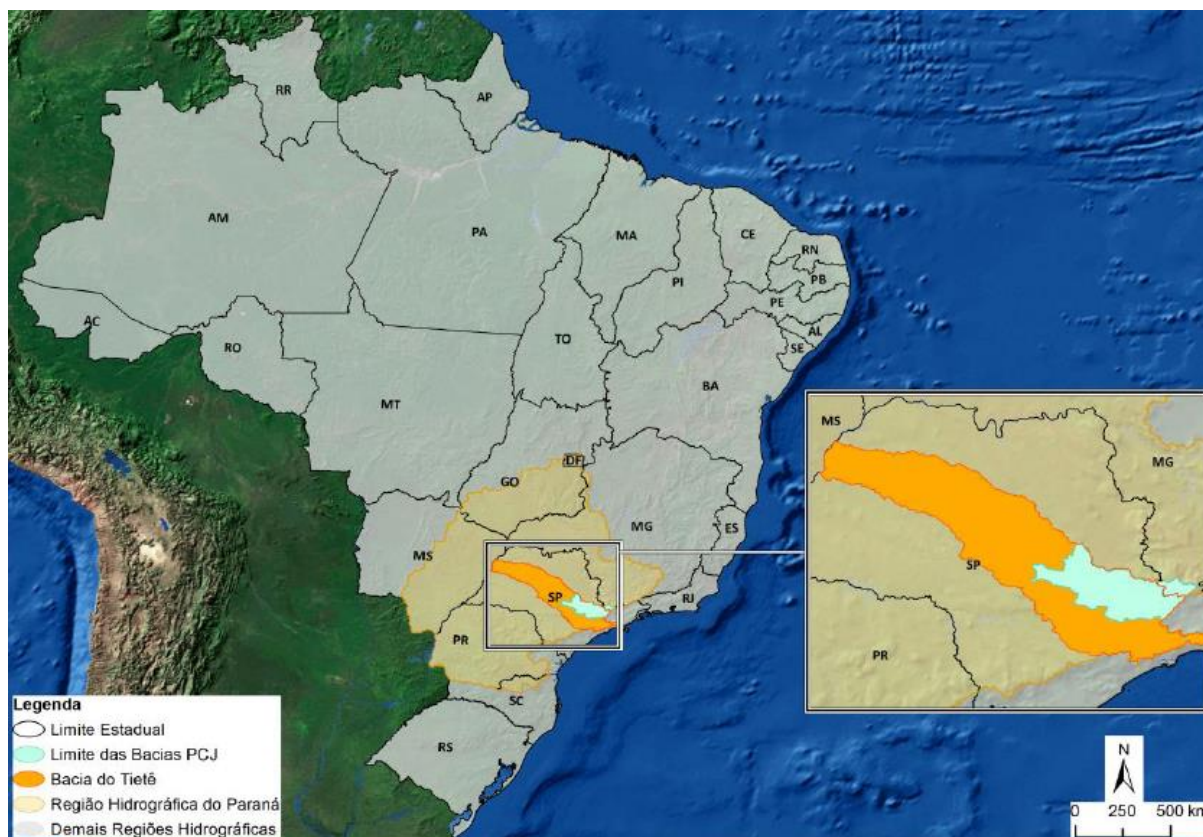 RR
AP
AM
PA
MA
CE
RN
PB
PI
PE
AL
SE
AC
RO
TO
BA
MT
DF
GO
MG
ES
MS
SP
RJ
PR
SC
RS
MS
MG
SP
PR
Legenda
Limite Estadual
Limite das Bacias PCJ
Bacia do Tietê
Região Hidrográfica do Paraná
Demais Regiões Hidrográficas
N
0 250 500 km